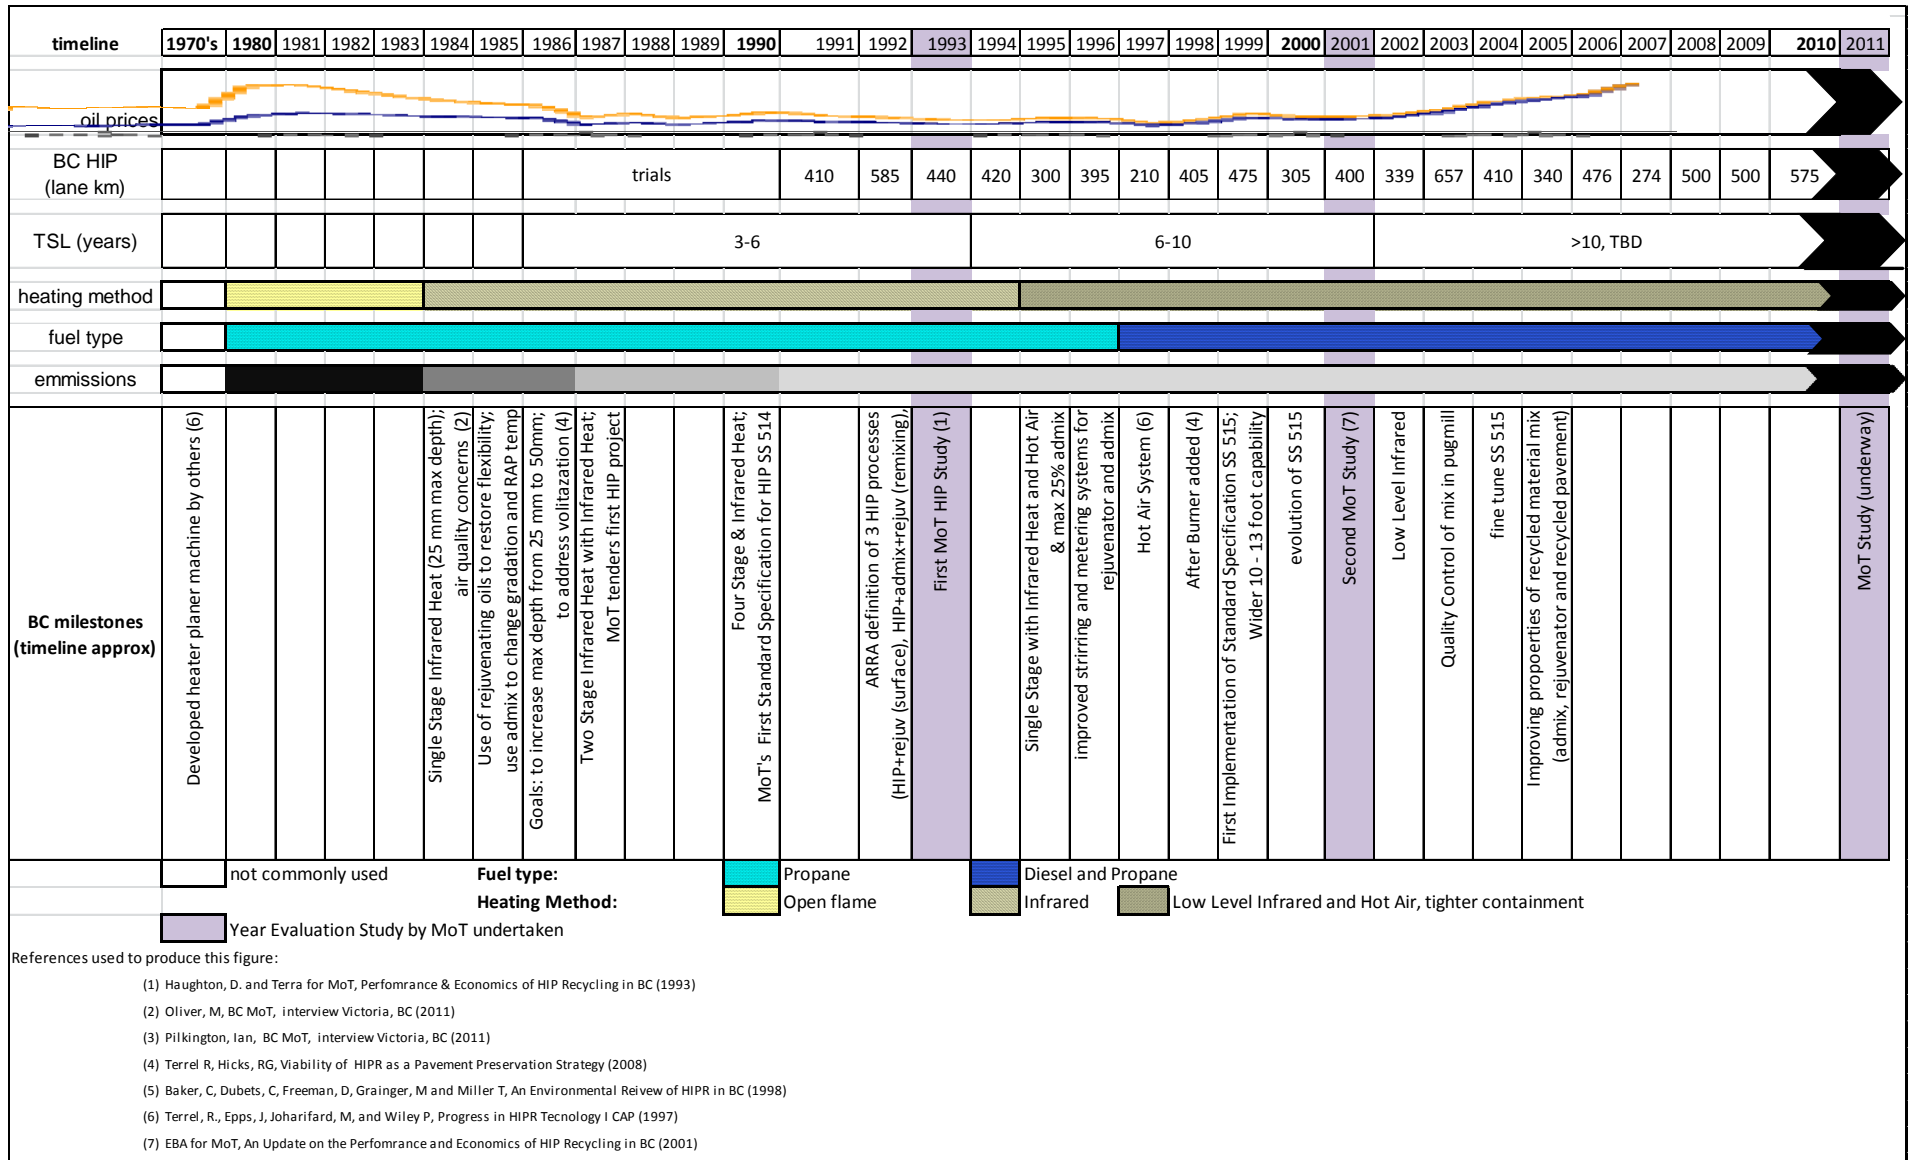 timeline 1970's 1980 1981 1982 1983 1984 1985 1986 1987 1988 1989 1990 1991 1992 1993 1994 1995 1996 1997 1998 1999 2000 2001 2002 2003 2004 2005 2006 2007 2008 2009 2010 2011
oil prices
BC HIP
(lane km)
trials 410 585 440 420 300 395 210 405 475 305 400 339 657 410 340 476 274 500 500 575
TSL (years) 3-6 6-10 >10, TBD
heating method
fuel type
emmissions
BC milestones
(timeline approx)
Developed heater planer machine by others (6)
Single Stage Infrared Heat (25 mm max depth);
air quality concerns (2)
Use of rejuvenating oils to restore flexibility;
use admix to change gradation and RAP temp
Goals: to increase max depth from 25 mm to 50mm;
to address volitazation (4)
Two Stage Infrared Heat with Infrared Heat;
MoT tenders first HIP project
Four Stage & Infrared Heat;
MoT's First Standard Specification for HIP SS 514
ARRA definition of 3 HIP processes
(HIP+rejuv (surface), HIP+admix+rejuv (remixing),
First MoT HIP Study (1)
Single Stage with Infrared Heat and Hot Air
& max 25% admix
improved strirring and metering systems for
rejuvenator and admix
Hot Air System (6)
After Burner added (4)
First Implementation of Standard Specification SS 515;
Wider 10 - 13 foot capability
evolution of SS 515
Second MoT Study (7)
Low Level Infrared
Quality Control of mix in pugmill
fine tune SS 515
Improving propoerties of recycled material mix
(admix, rejuvenator and recycled pavement)
MoT Study (underway)
not commonly used Fuel type: Propane Diesel and Propane
Heating Method: Open flame Infrared Low Level Infrared and Hot Air, tighter containment
Year Evaluation Study by MoT undertaken
References used to produce this figure:
(1) Haughton, D. and Terra for MoT, Perfomrance & Economics of HIP Recycling in BC (1993)
(2) Oliver, M, BC MoT, interview Victoria, BC (2011)
(3) Pilkington, Ian, BC MoT, interview Victoria, BC (2011)
(4) Terrel R, Hicks, RG, Viability of HIPR as a Pavement Preservation Strategy (2008)
(5) Baker, C, Dubets, C, Freeman, D, Grainger, M and Miller T, An Environmental Reivew of HIPR in BC (1998)
(6) Terrel, R., Epps, J, Joharifard, M, and Wiley P, Progress in HIPR Tecnology I CAP (1997)
(7) EBA for MoT, An Update on the Perfomrance and Economics of HIP Recycling in BC (2001)